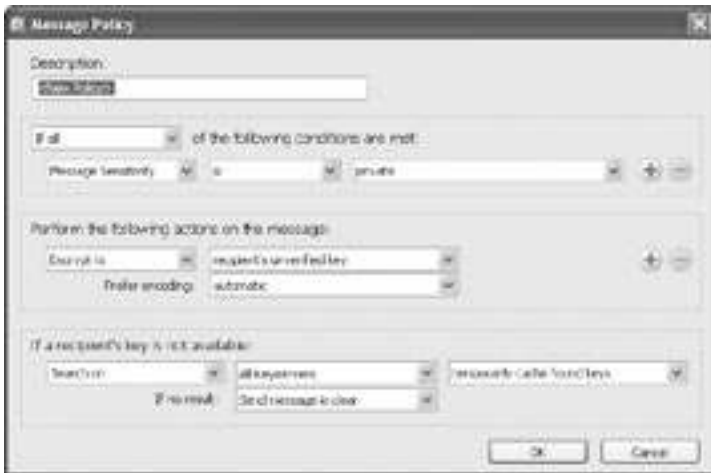 Message Policy
Description
If all
of the following conditions are met:
Message Sensitivity
is
private
Perform the following actions on the message:
Encrypt to
recipient's unverified key
Prefer encoding:
automatic
If a recipient's key is not available:
Search on
all keyservers
temporarily cache found keys
If no result:
Send message in clear
OK
Cancel